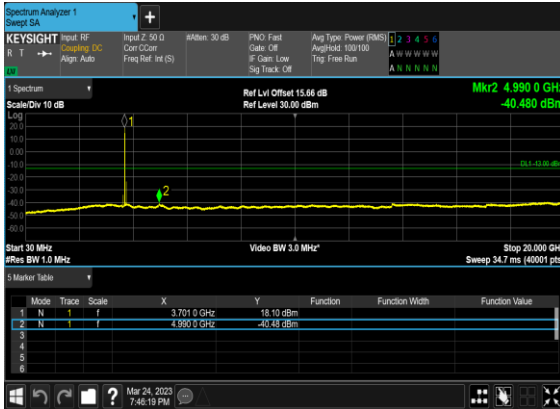 Spectrum Analyzer 1
Swept SA
KEYSIGHT Input: RF Input Z: 50 Ω #Atten: 30 dB PNO: Fast Avg Type: Power (RMS) 1 2 3 4 5 6
R T Coupling: DC Corr CCorr Gate: Off Avg|Hold: 100/100 A W W W W W
Align: Auto Freq Ref: Int (S) IF Gain: Low Trig: Free Run
Sig Track: Off A N N N N N
1 Spectrum Ref Lvl Offset 15.66 dB Mkr2 4.990 0 GHz
Scale/Div 10 dB Ref Level 30.00 dBm -40.480 dBm
Log
20.0
10.0
0.00
1
-10.0
DL1 -13.00 dBm
-20.0
-30.0
-40.0
2
-50.0
-60.0
Start 30 MHz Video BW 3.0 MHz* Stop 20.000 GH
#Res BW 1.0 MHz Sweep 34.7 ms (40001 pts
5 Marker Table
Mode Trace Scale X Y Function Function Width Function Value
1 N 1 f 3.701 0 GHz 18.10 dBm
2 N 1 f 4.990 0 GHz -40.48 dBm
3
4
5
6
? Mar 24, 2023
7:46:19 PM